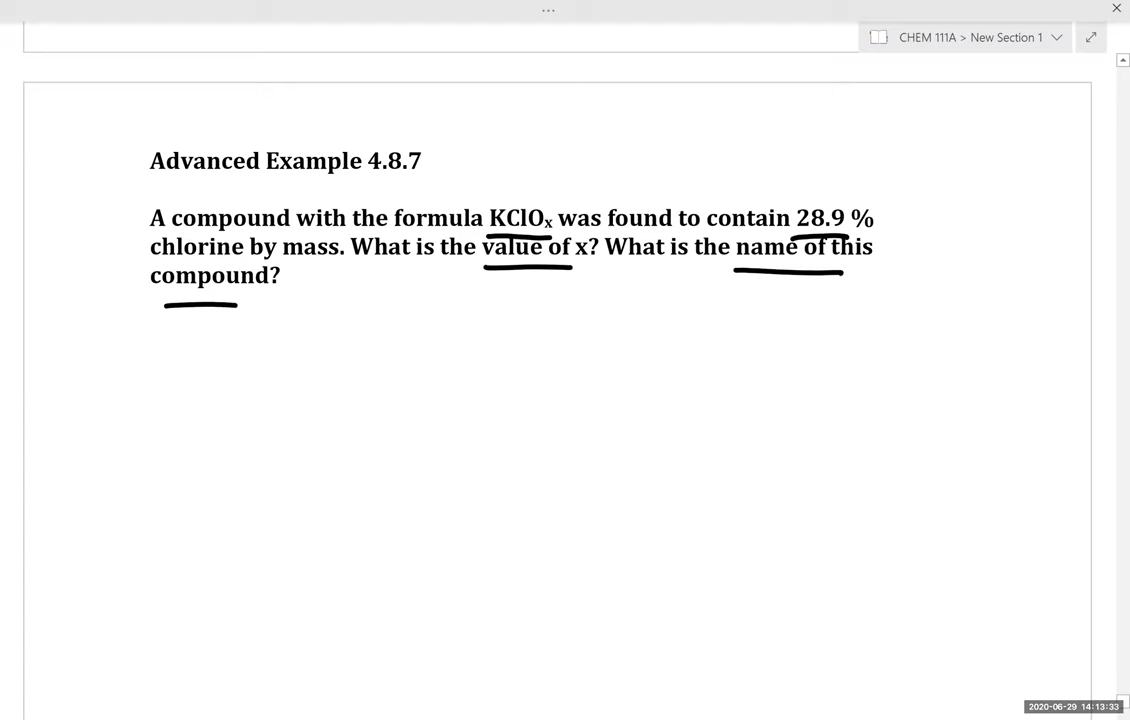 ...
CHEM 111A > New Section 1
Advanced Example 4.8.7
A compound with the formula KClOₓ was found to contain 28.9 %
chlorine by mass. What is the value of x? What is the name of this
compound?
2020-06-29 14:13:33